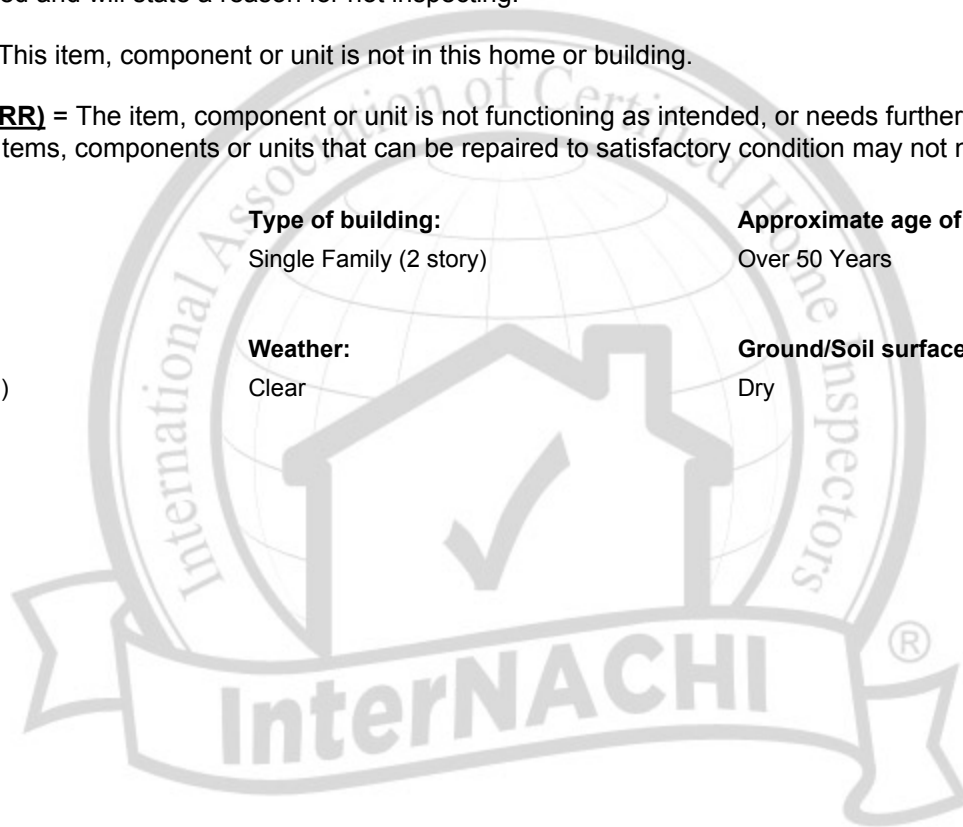 ed and will state a reason for not inspecting.
This item, component or unit is not in this home or building.
RR) = The item, component or unit is not functioning as intended, or needs further
tems, components or units that can be repaired to satisfactory condition may not
Type of building: Approximate age of
Single Family (2 story) Over 50 Years
Weather: Ground/Soil surface
) Clear Dry
International Association of Certified Home Inspectors
InterNACHI ®